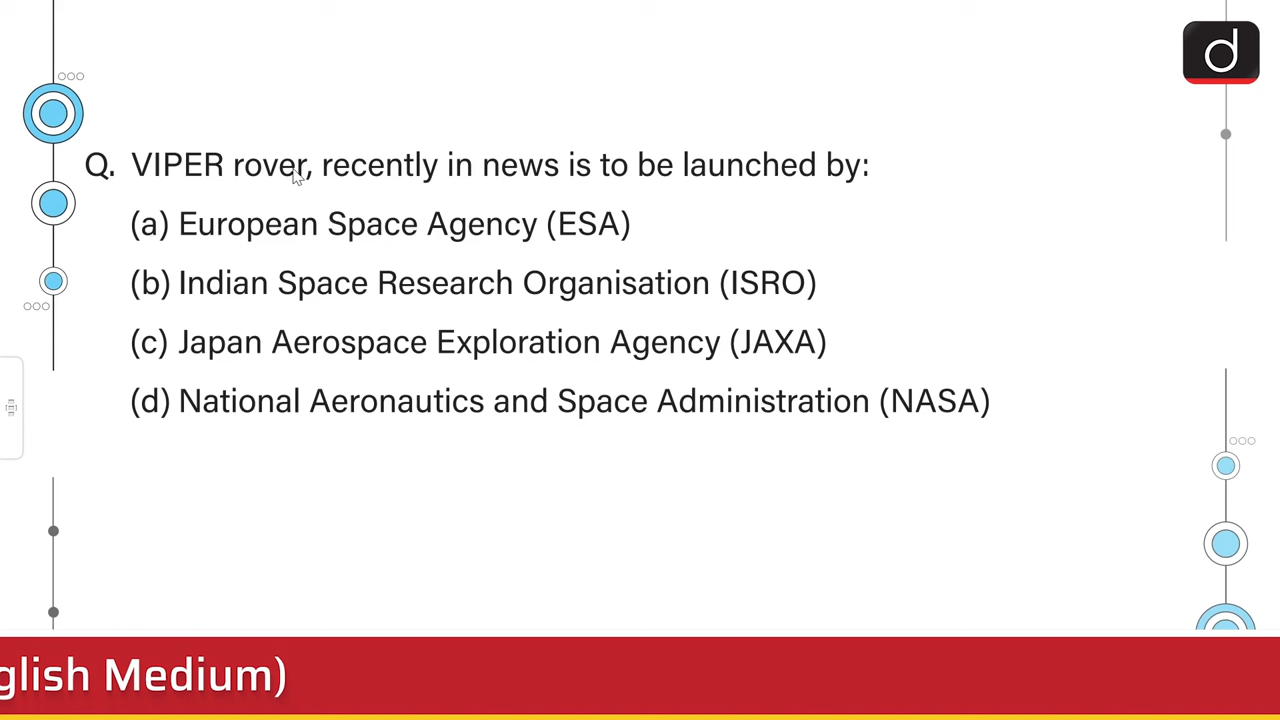 d
Q. VIPER rover, recently in news is to be launched by:
(a) European Space Agency (ESA)
(b) Indian Space Research Organisation (ISRO)
(c) Japan Aerospace Exploration Agency (JAXA)
(d) National Aeronautics and Space Administration (NASA)
glish Medium)